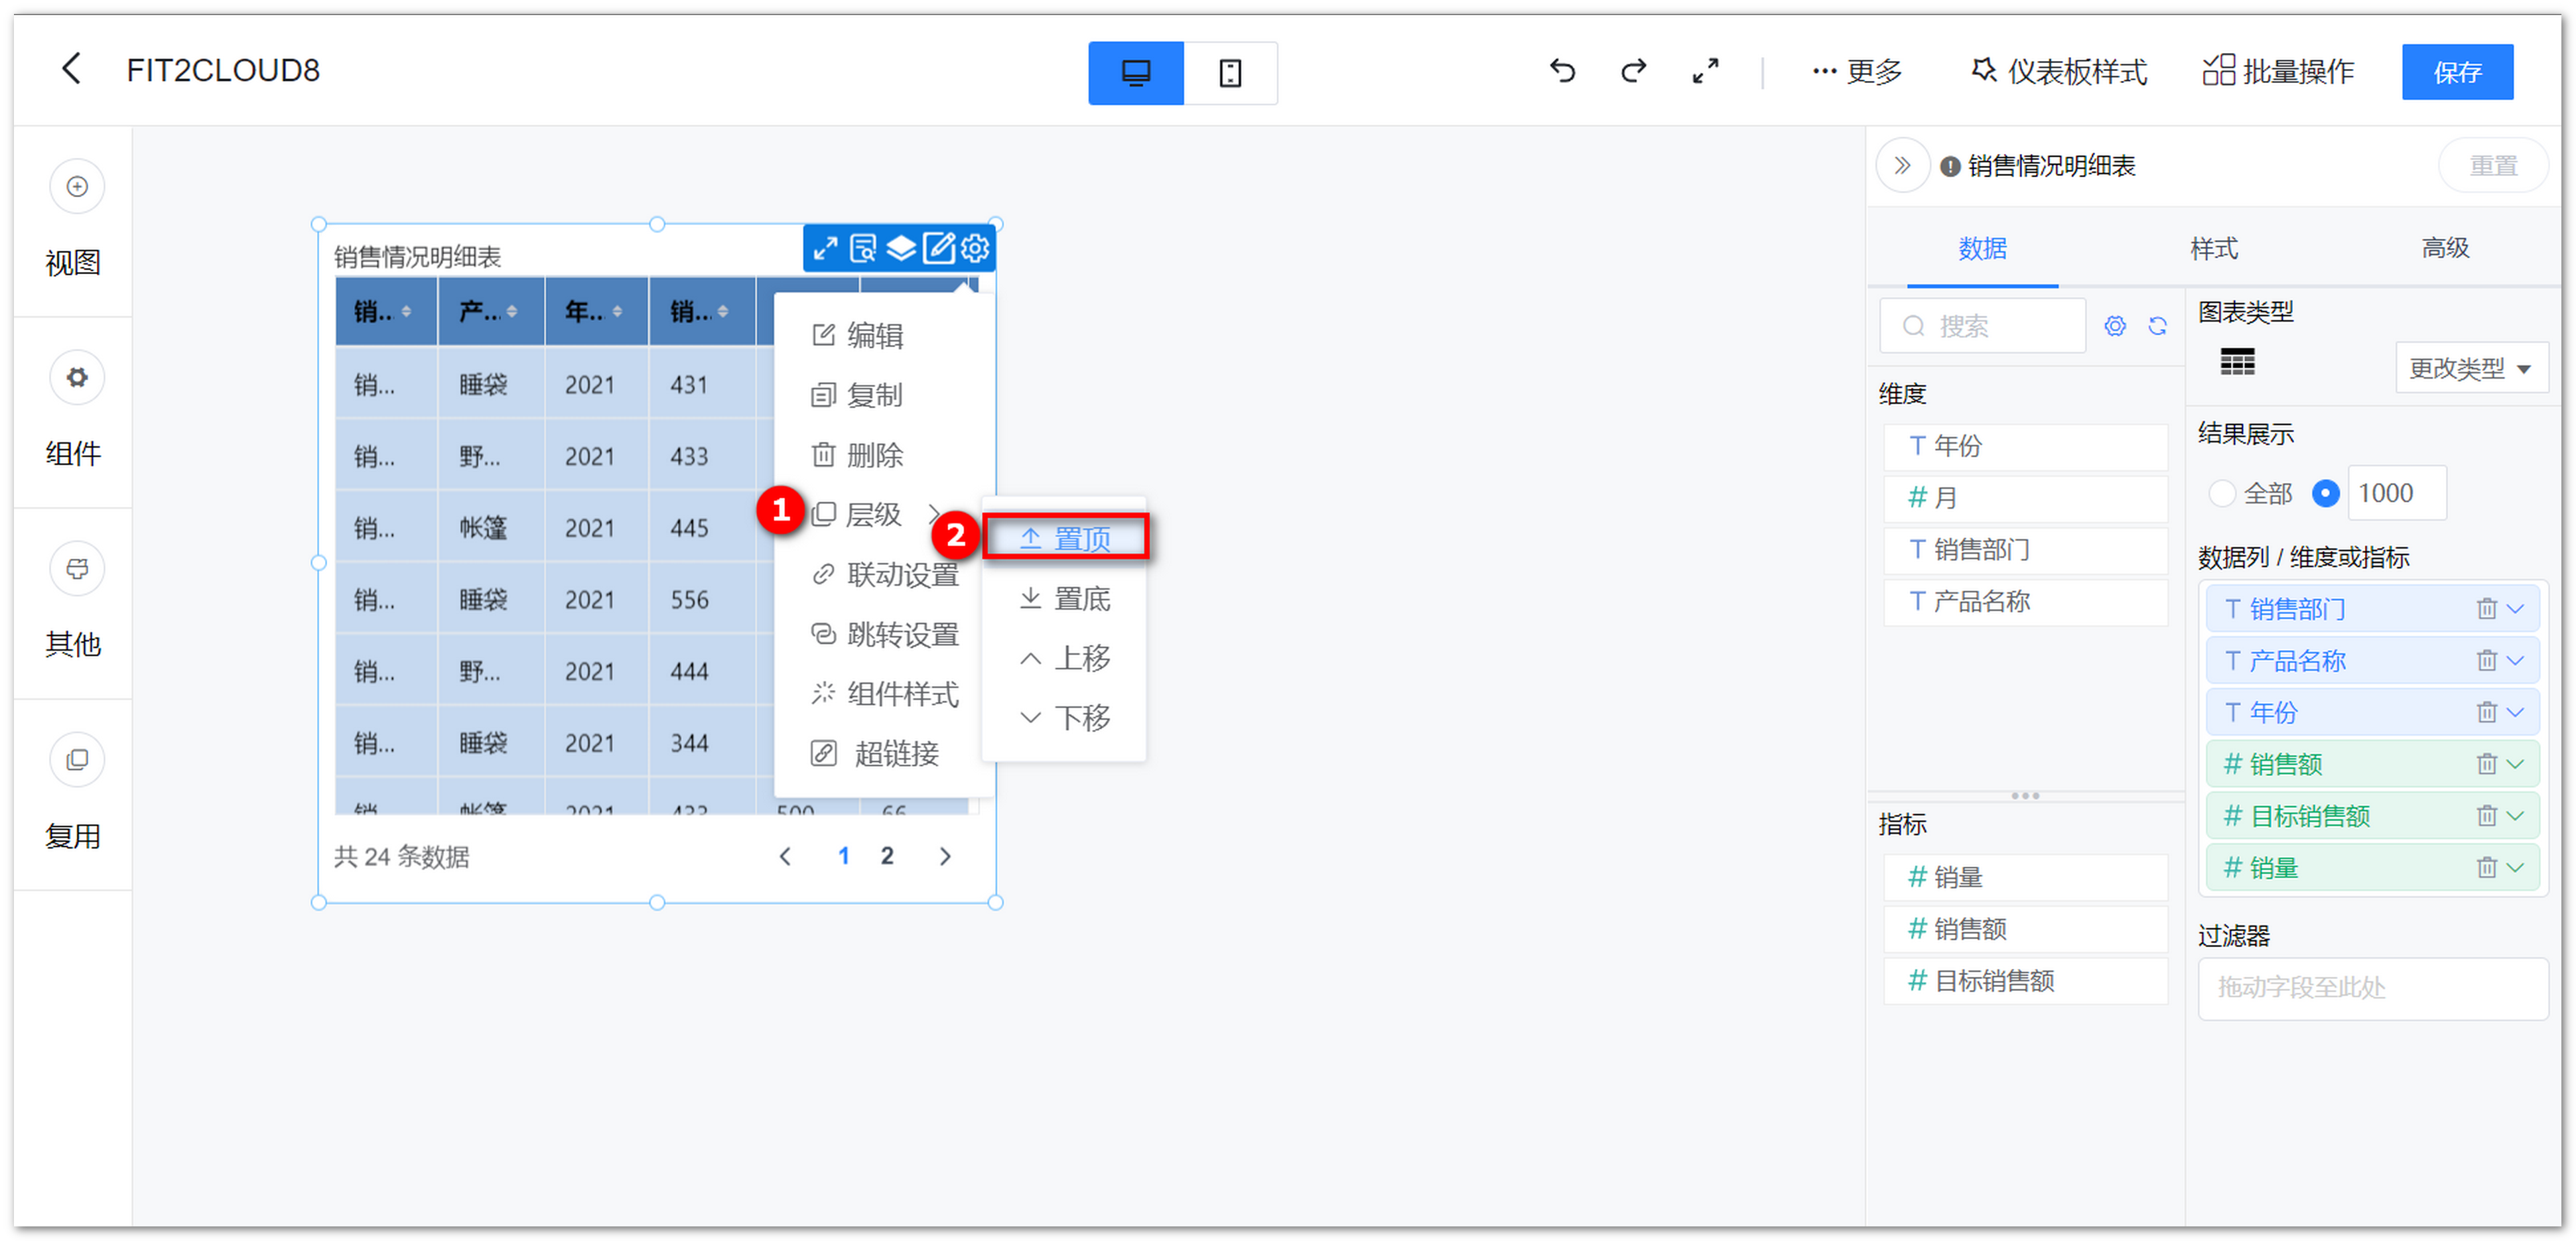 FIT2CLOUD8
更多
仪表板样式
批量操作
保存
视图
组件
其他
复用
销售情况明细表
销...
产...
年...
销...
销...
睡袋
2021
431
销...
野...
2021
433
销...
帐篷
2021
445
销...
睡袋
2021
556
销...
野...
2021
444
销...
睡袋
2021
344
销
帐篷
2021
433
500
66
共 24 条数据
1
2
编辑
复制
删除
1
层级
联动设置
跳转设置
组件样式
超链接
2
置顶
置底
上移
下移
销售情况明细表
重置
数据
样式
高级
搜索
维度
T 年份
# 月
T 销售部门
T 产品名称
指标
# 销量
# 销售额
# 目标销售额
图表类型
更改类型
结果展示
全部
1000
数据列 / 维度或指标
T 销售部门
T 产品名称
T 年份
# 销售额
# 目标销售额
# 销量
过滤器
拖动字段至此处